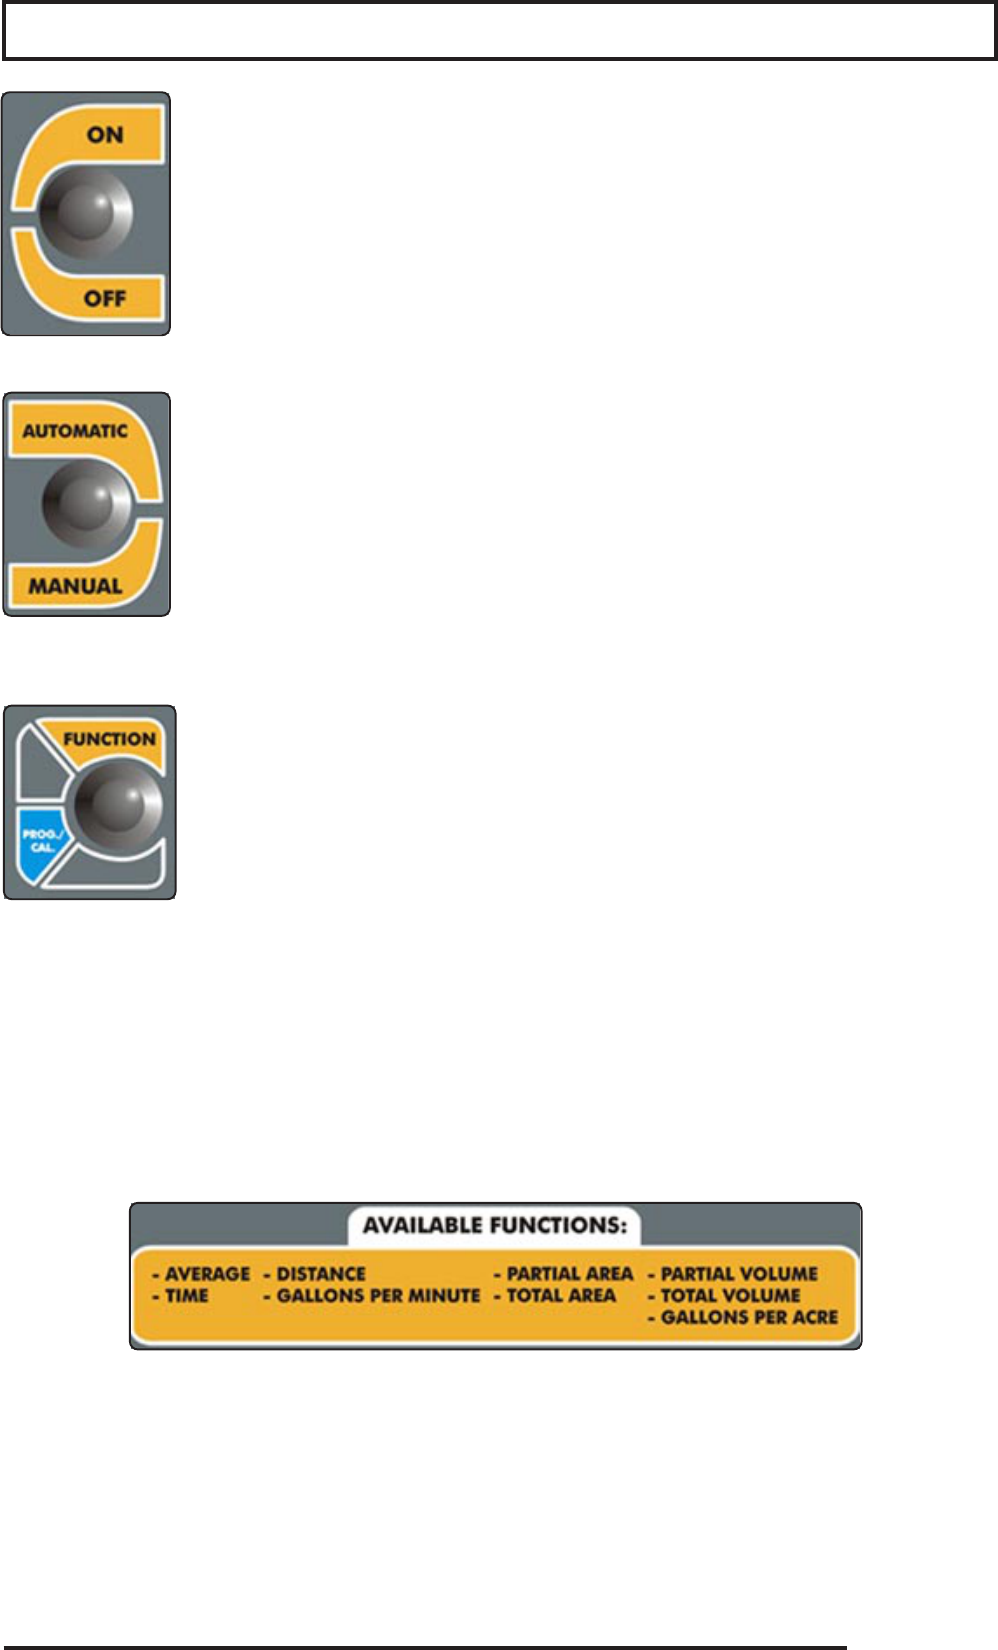 ON
OFF
AUTOMATIC
MANUAL
FUNCTION
PROG./
CAL.
AVAILABLE FUNCTIONS:
- AVERAGE - DISTANCE - PARTIAL AREA - PARTIAL VOLUME
- TIME - GALLONS PER MINUTE - TOTAL AREA - TOTAL VOLUME
- GALLONS PER ACRE